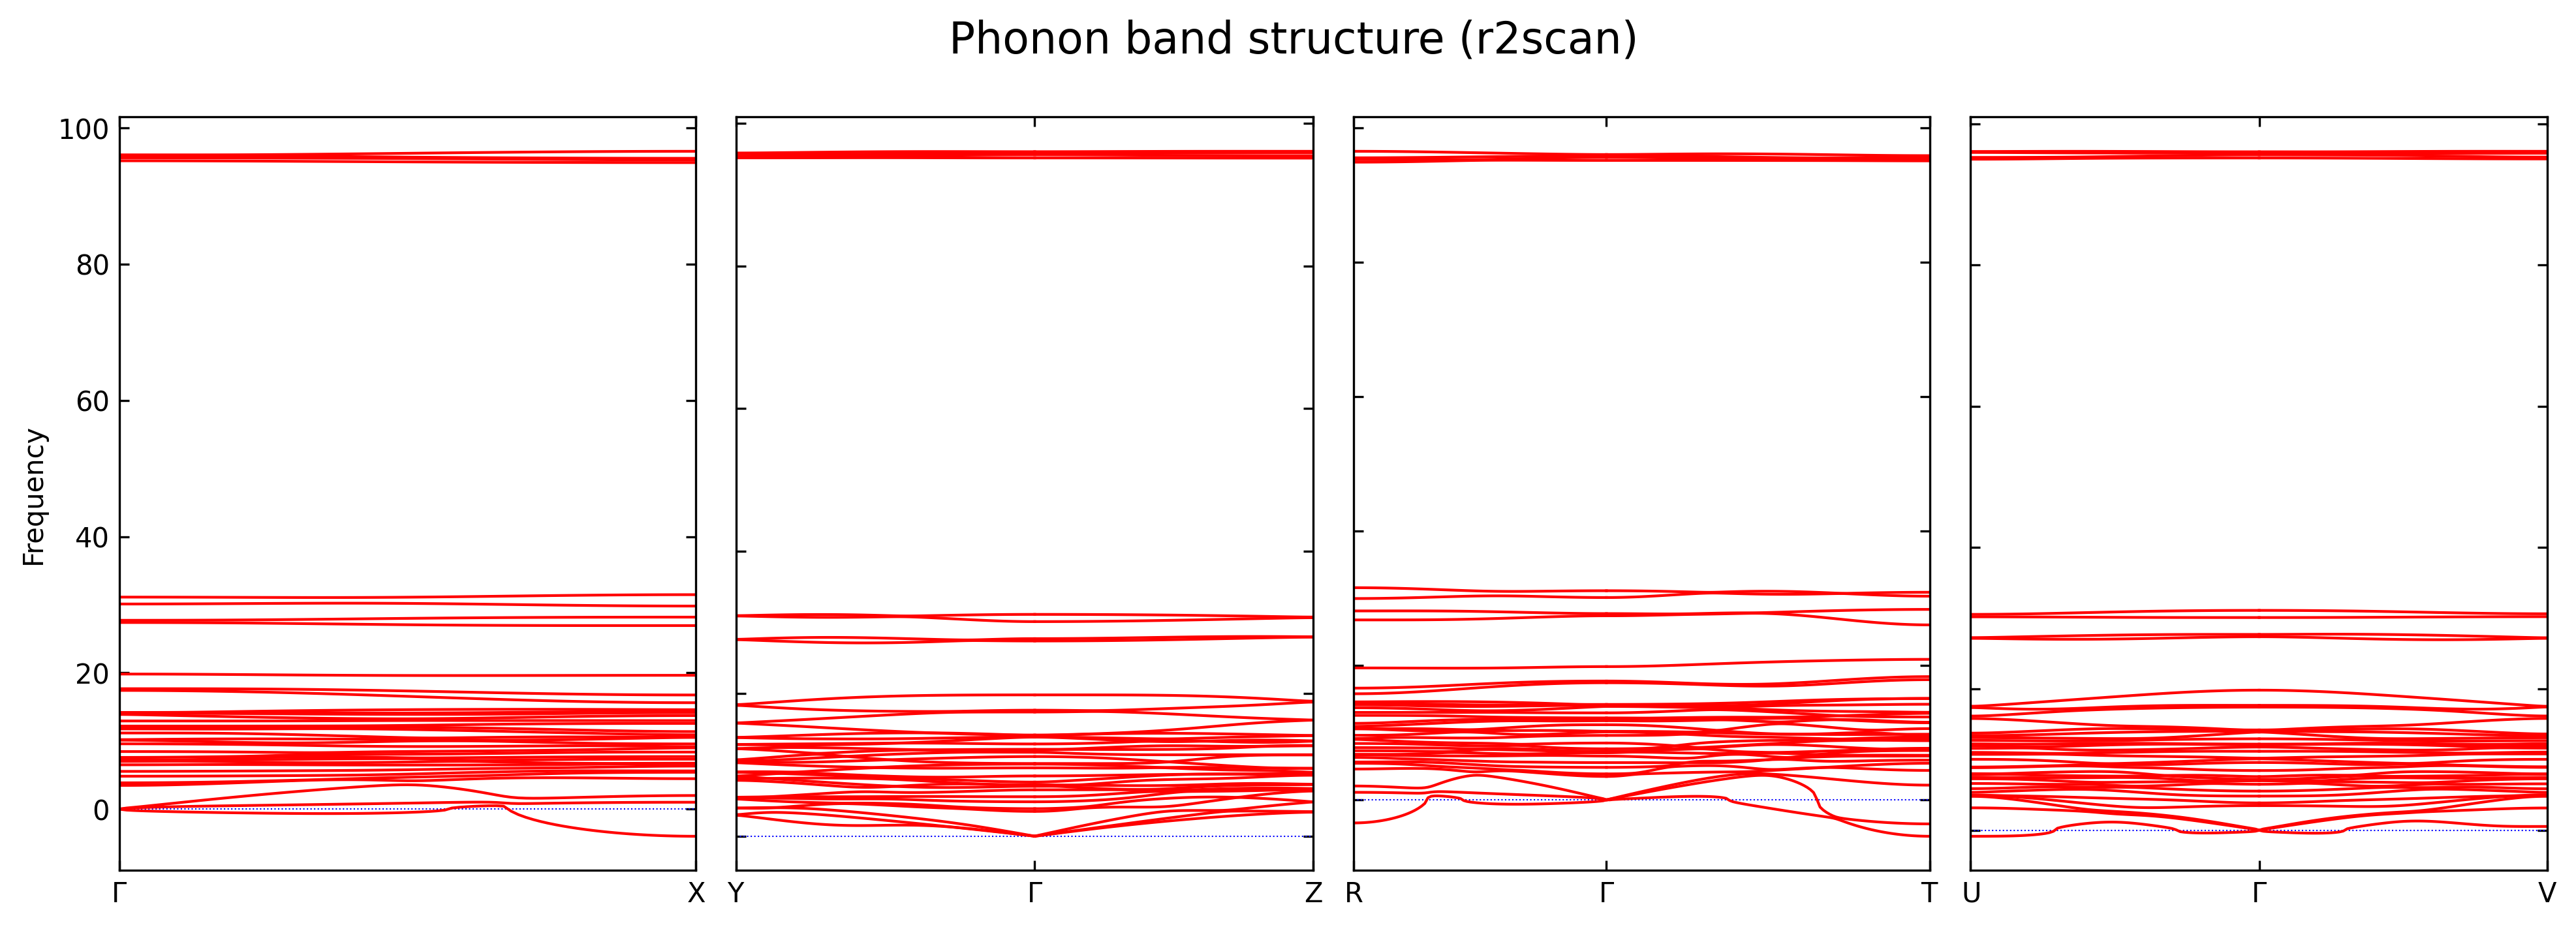 Phonon band structure (r2scan)
Frequency
100
80
60
40
20
0
Γ X Y Γ Z R Γ T U Γ V